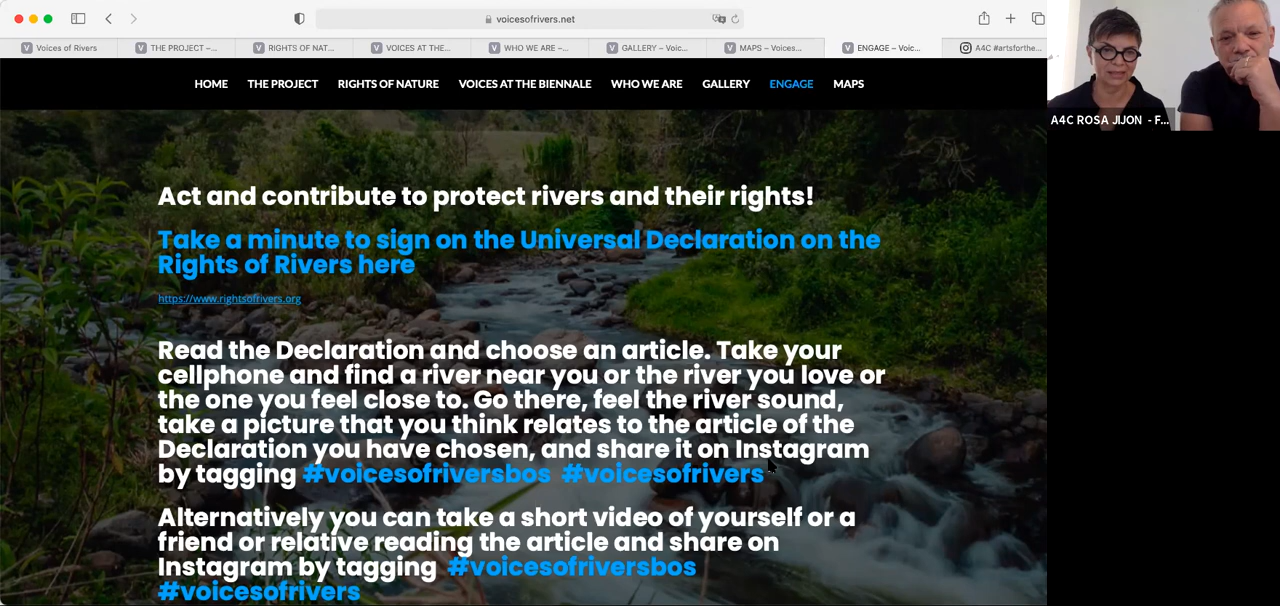 voicesofrivers.net
Voices of Rivers
THE PROJECT –...
RIGHTS OF NAT...
VOICES AT THE...
WHO WE ARE –...
GALLERY – Voic...
MAPS – Voices...
ENGAGE – Voic...
A4C #artsforthe...
HOME THE PROJECT RIGHTS OF NATURE VOICES AT THE BIENNALE WHO WE ARE GALLERY ENGAGE MAPS
A4C ROSA JIJON - F...
Act and contribute to protect rivers and their rights!
Take a minute to sign on the Universal Declaration on the
Rights of Rivers here
https://www.rightsofrivers.org
Read the Declaration and choose an article. Take your
cellphone and find a river near you or the river you love or
the one you feel close to. Go there, feel the river sound,
take a picture that you think relates to the article of the
Declaration you have chosen, and share it on Instagram
by tagging #voicesofriversbos #voicesofrivers
Alternatively you can take a short video of yourself or a
friend or relative reading the article and share on
Instagram by tagging #voicesofriversbos
#voicesofrivers